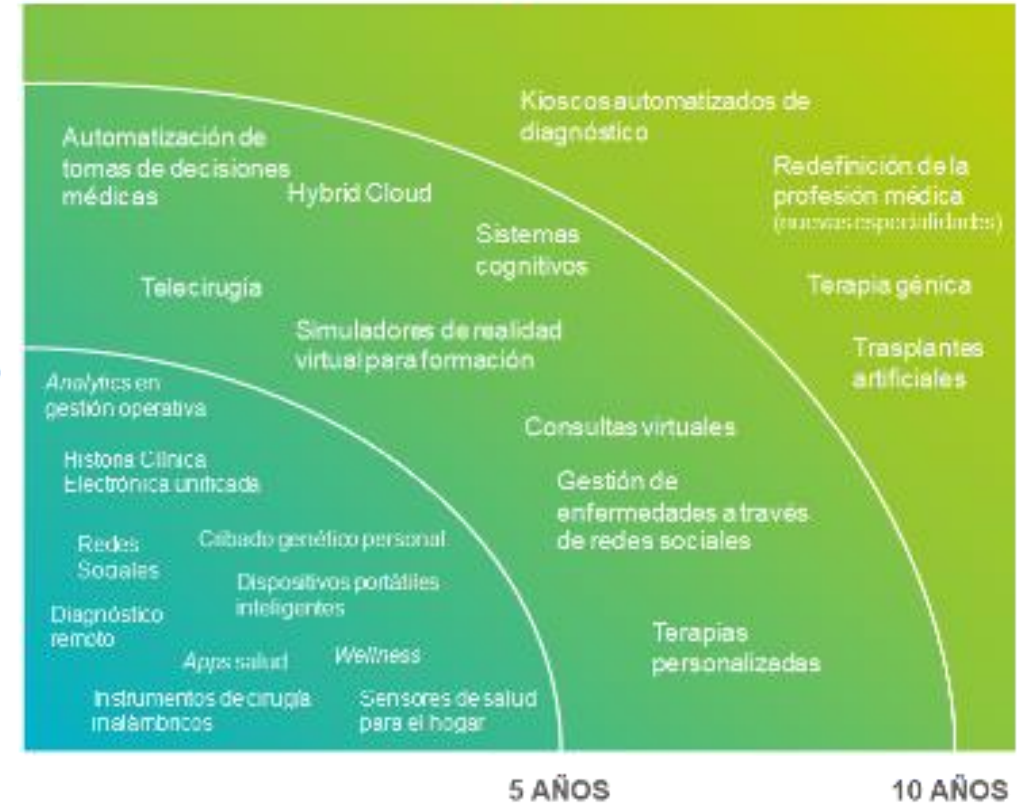 Kioscos automatizados de
diagnóstico
Automatización de
tomas de decisiones
médicas
Redefinición de la
profesión médica
(nuevas especialidades)
Hybrid Cloud
Sistemas
cognitivos
Telecirugía
Terapia génica
Simuladores de realidad
virtual para formación
Trasplantes
artificiales
Analytics en
gestión operativa
Consultas virtuales
Historia Clínica
Electrónica unificada
Gestión de
enfermedades a través
de redes sociales
Redes
Sociales
Cribado genético personal
Dispositivos portátiles
inteligentes
Diagnóstico
remoto
Terapias
personalizadas
Apps salud
Wellness
Instrumentos de cirugía
inalámbricos
Sensores de salud
para el hogar
5 AÑOS
10 AÑOS